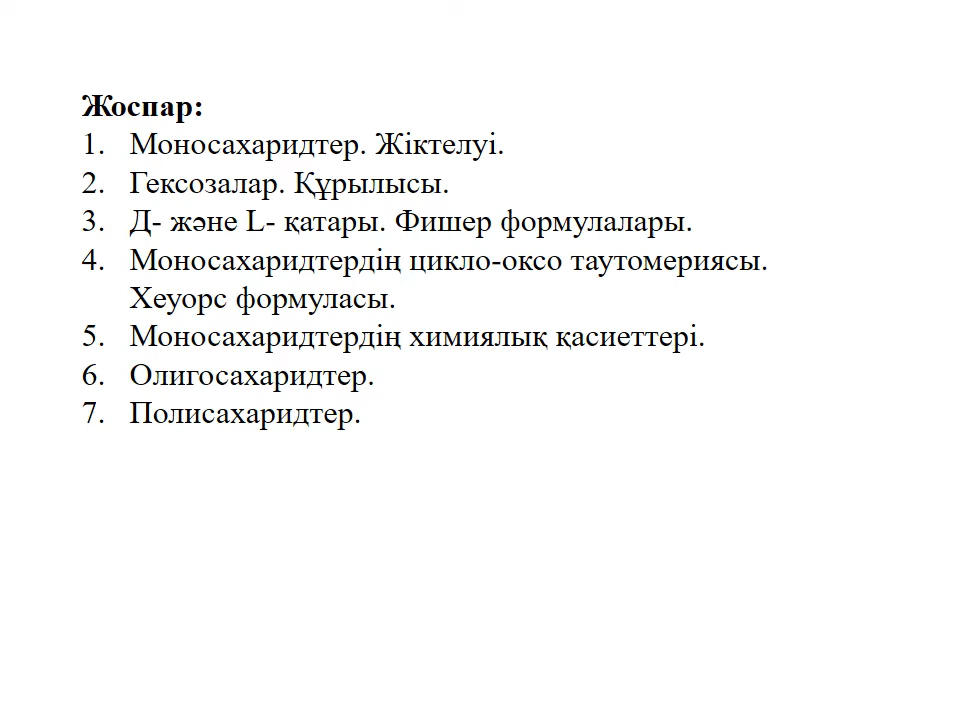 Жоспар:
1. Моносахаридтер. Жіктелуі.
2. Гексозалар. Құрылысы.
3. Д- және L- қатары. Фишер формулалары.
4. Моносахаридтердің цикло-оксо таутомериясы.
Хеуорс формуласы.
5. Моносахаридтердің химиялық қасиеттері.
6. Олигосахаридтер.
7. Полисахаридтер.